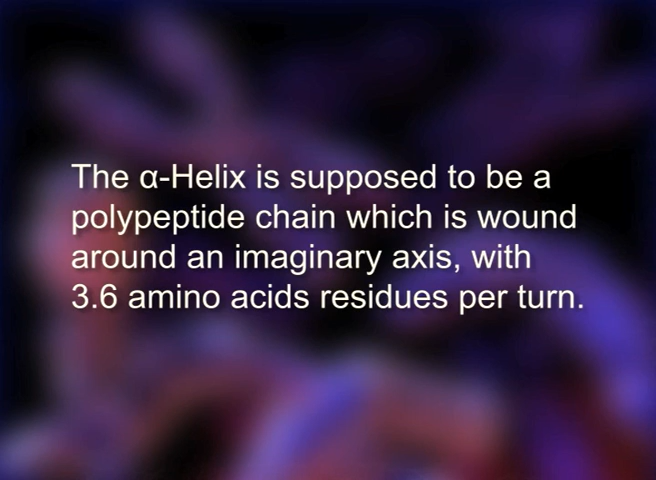 The α-Helix is supposed to be a
polypeptide chain which is wound
around an imaginary axis, with
3.6 amino acids residues per turn.